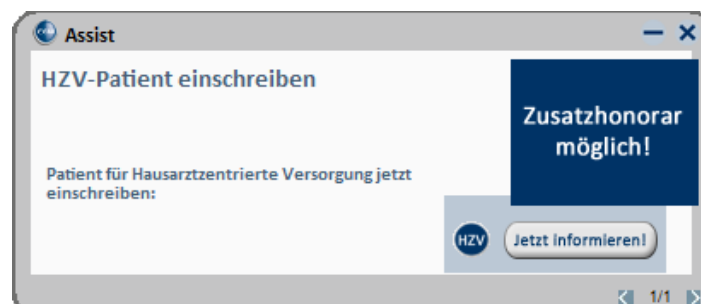 Assist
HZV-Patient einschreiben
Zusatzhonorar
möglich!
Patient für Hausarztzentrierte Versorgung jetzt
einschreiben:
HZV
Jetzt informieren!
1/1